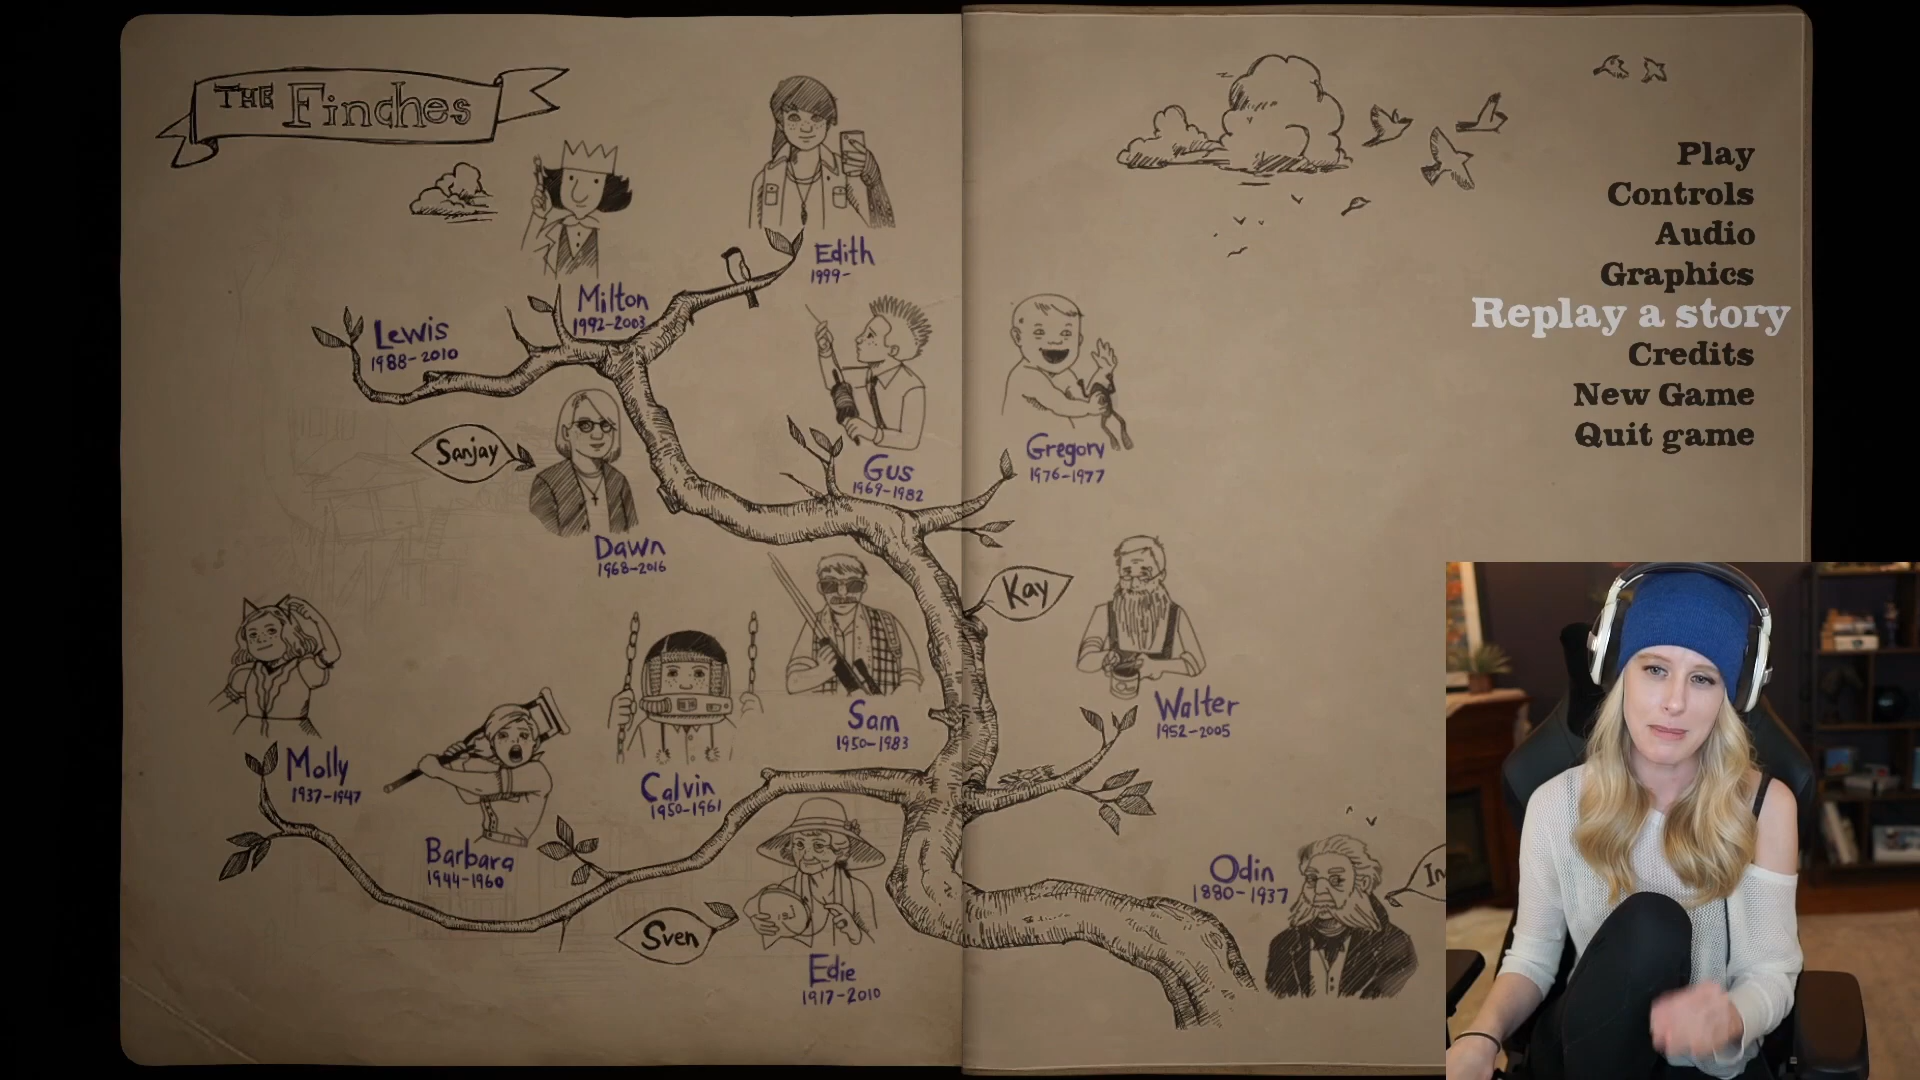 THE Finches
Edith
1999-
Milton
1992-2003
Lewis
1988-2010
Sanjay
Dawn
1968-2016
Gus
1969-1982
Gregory
1976-1977
Kay
Sam
1950-1983
Walter
1952-2005
Molly
1937-1947
Barbara
1944-1960
Calvin
1950-1961
Sven
Edie
1917-2010
Odin
1880-1937
In
Play
Controls
Audio
Graphics
Replay a story
Credits
New Game
Quit game